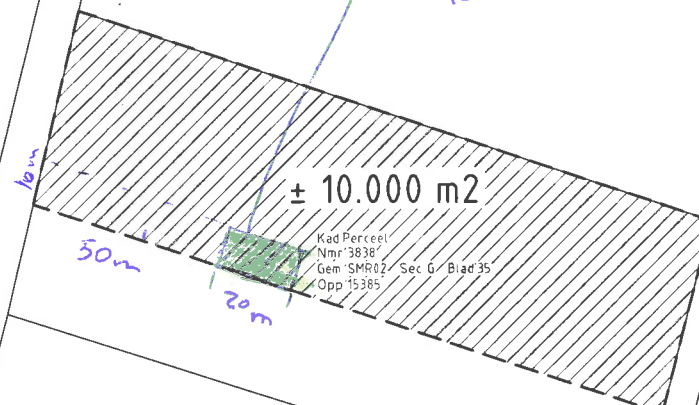 10m
± 10.000 m2
Kad Perceel
Nmr 3838
Gem SMR02 Sec G Blad 35
Opp 15385
50m
20m